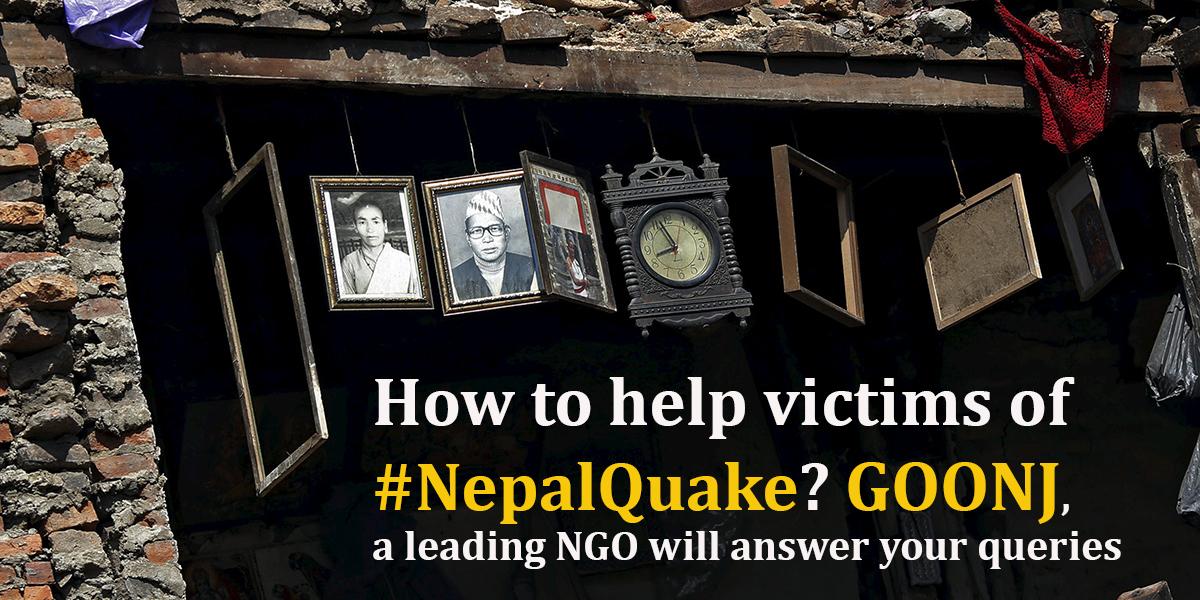 How to help victims of
#NepalQuake? GOONJ,
a leading NGO will answer your queries